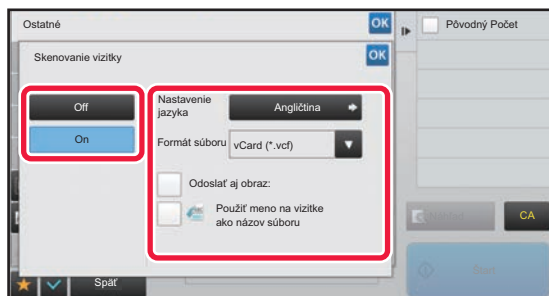 Ostatné
OK
Pôvodný Počet
Skenovanie vizitky
OK
Off
On
Nastavenie
jazyka
Angličtina
Formát súboru
vCard (*.vcf)
Odoslať aj obraz:
Použiť meno na vizitke
ako názov súboru
CA
Štart
Späť